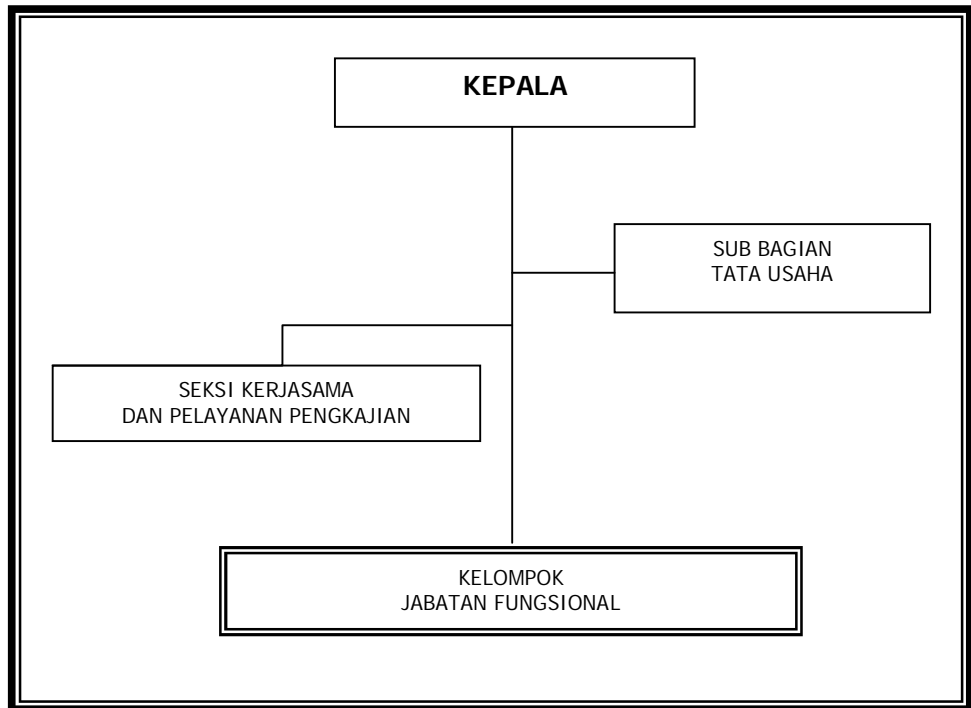 KEPALA
SUB BAGIAN
TATA USAHA
SEKSI KERJASAMA
DAN PELAYANAN PENGKAJIAN
KELOMPOK
JABATAN FUNGSIONAL